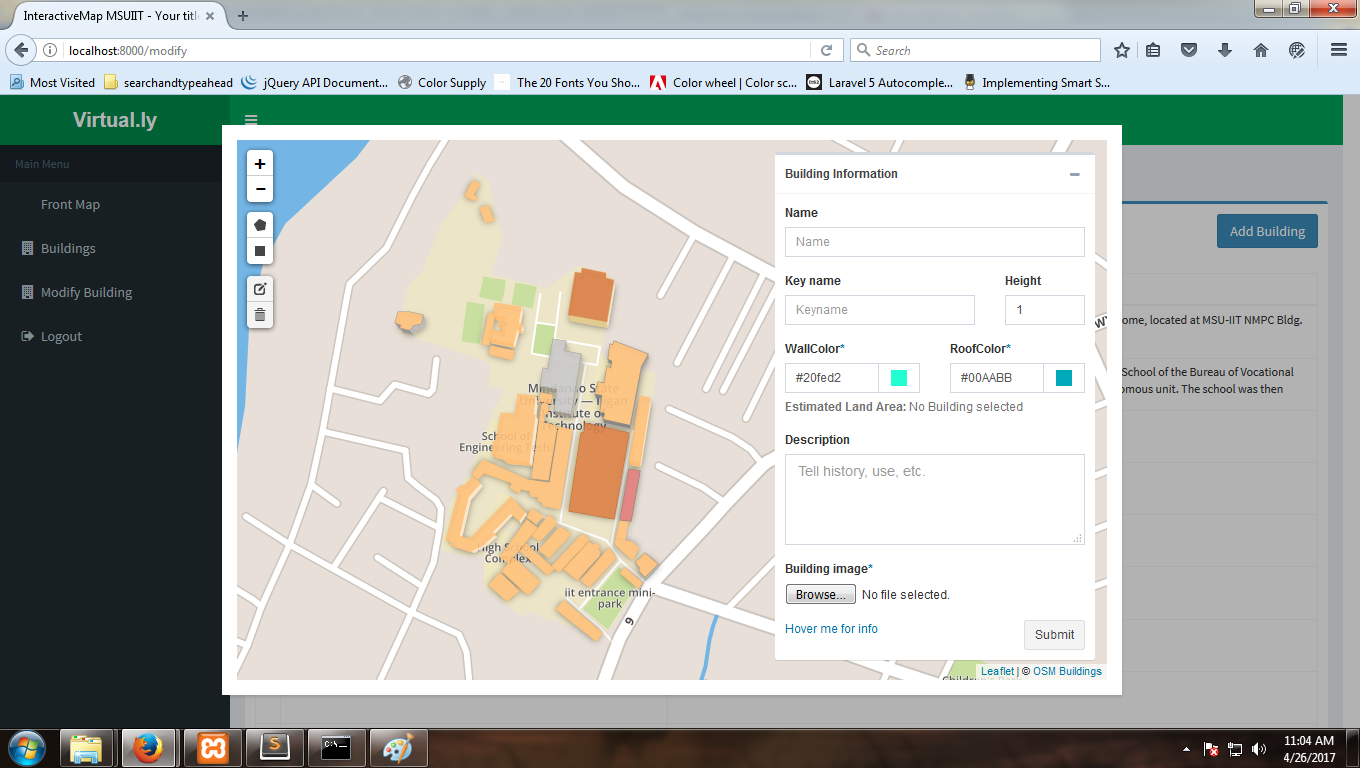 InteractiveMap MSUIIT - Your titl
localhost:8000/modify
Search
Most Visited
searchandtypeahead
jQuery API Document...
Color Supply
The 20 Fonts You Sho...
Color wheel | Color sc...
Laravel 5 Autocomple...
Implementing Smart S...
Virtual.ly
Main Menu
Front Map
Buildings
Modify Building
Logout
+
−
Mindanao State
University — Iligan
Institute of
Technology
School of
Engineering Tech.
High School
Complex
iit entrance mini-
park
9
Building Information
Name
Name
Key name
Height
Keyname
1
WallColor*
RoofColor*
#20fed2
#00AABB
Estimated Land Area: No Building selected
Description
Tell history, use, etc.
Building image*
Browse... No file selected.
Hover me for info
Submit
Children's Park
Leaflet | © OSM Buildings
Add Building
ome, located at MSU-IIT NMPC Bldg.
School of the Bureau of Vocational
omous unit. The school was then
11:04 AM
4/26/2017